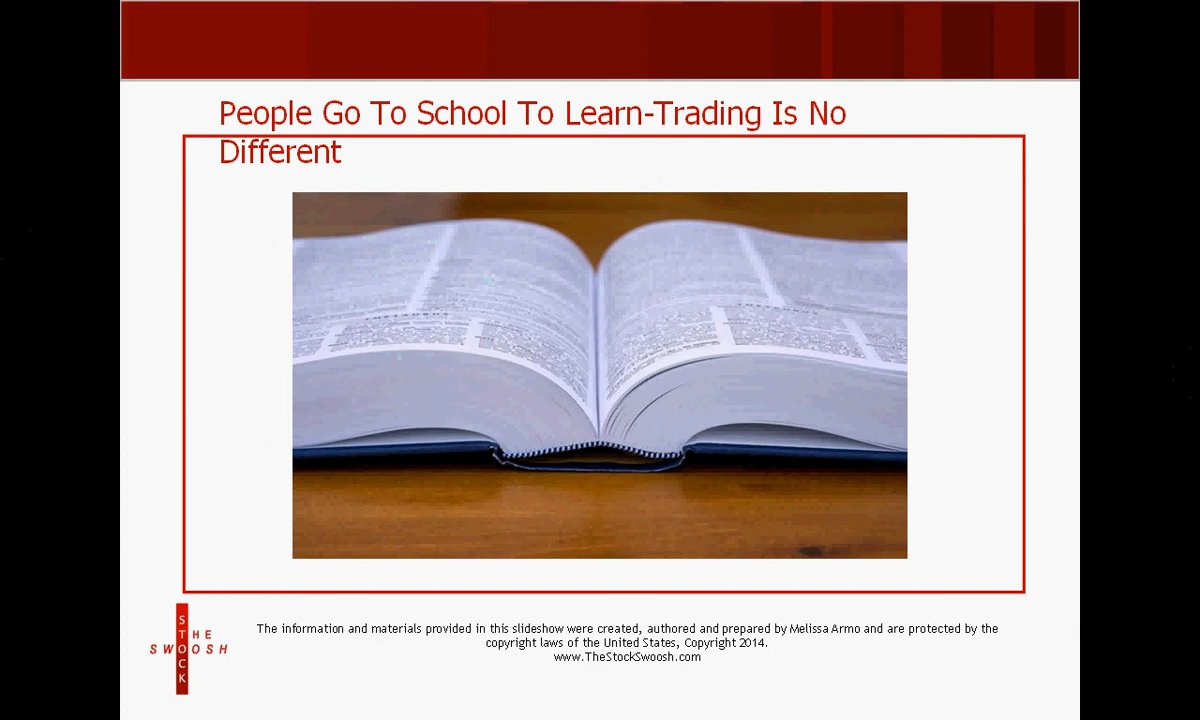 People Go To School To Learn-Trading Is No
Different
THESAURUS
THE
SWOOSH
STOCK
The information and materials provided in this slideshow were created, authored and prepared by Melissa Armo and are protected by the
copyright laws of the United States, Copyright 2014.
www.TheStockSwoosh.com